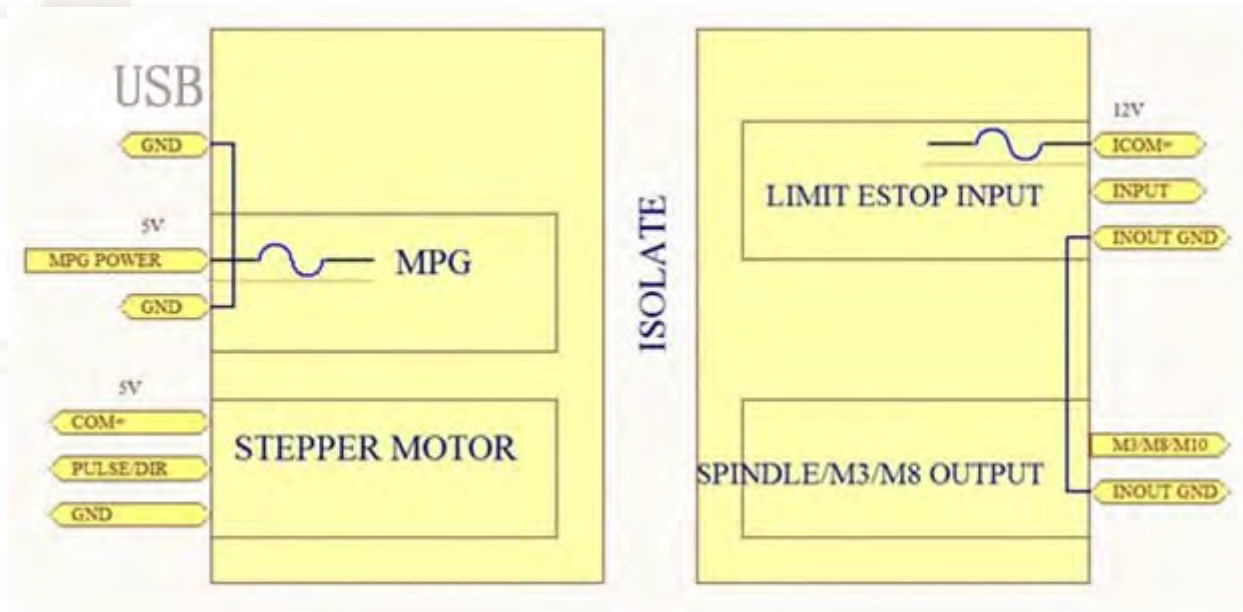 USB
GND
5V
MPG POWER
MPG
GND
5V
COM+
PULSE/DIR
GND
STEPPER MOTOR
ISOLATE
12V
ICOM+
INPUT
INOUT GND
LIMIT ESTOP INPUT
M3/M8/M10
INOUT GND
SPINDLE/M3/M8 OUTPUT